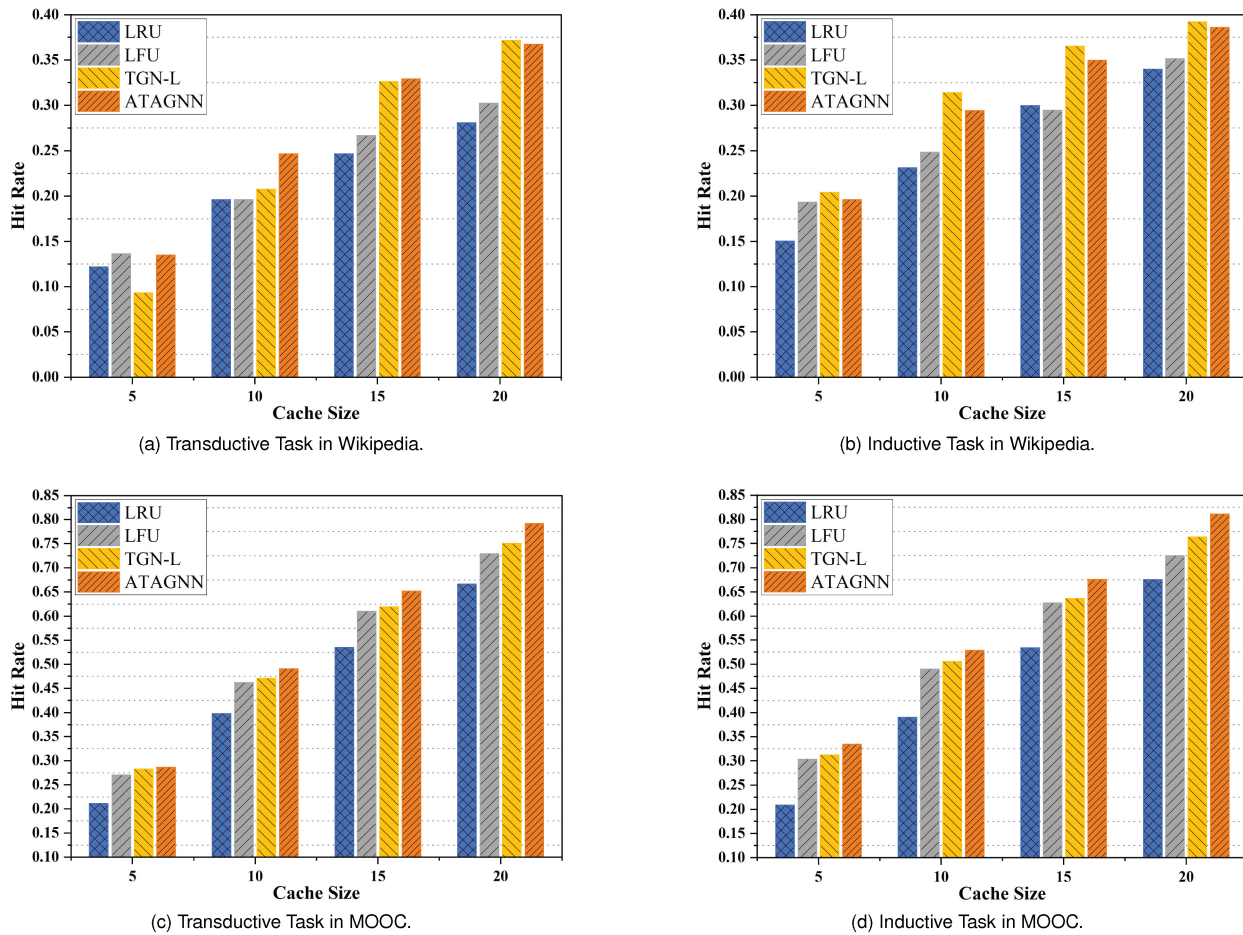 0.40
0.35
0.30
0.25
0.20
0.15
0.10
0.05
0.00
Hit Rate
LRU
LFU
TGN-L
ATAGNN
5 10 15 20
Cache Size
(a) Transductive Task in Wikipedia.
0.40
0.35
0.30
0.25
0.20
0.15
0.10
0.05
0.00
Hit Rate
LRU
LFU
TGN-L
ATAGNN
5 10 15 20
Cache Size
(b) Inductive Task in Wikipedia.
0.85
0.80
0.75
0.70
0.65
0.60
0.55
0.50
0.45
0.40
0.35
0.30
0.25
0.20
0.15
0.10
Hit Rate
LRU
LFU
TGN-L
ATAGNN
5 10 15 20
Cache Size
(c) Transductive Task in MOOC.
0.85
0.80
0.75
0.70
0.65
0.60
0.55
0.50
0.45
0.40
0.35
0.30
0.25
0.20
0.15
0.10
Hit Rate
LRU
LFU
TGN-L
ATAGNN
5 10 15 20
Cache Size
(d) Inductive Task in MOOC.